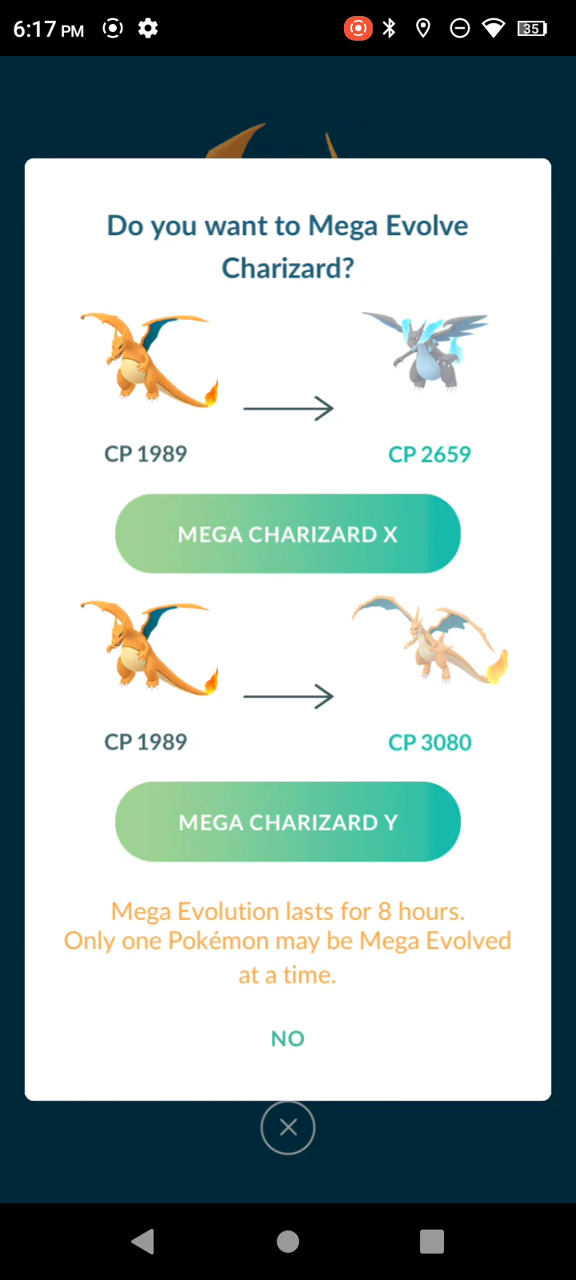 6:17 PM
35
Do you want to Mega Evolve
Charizard?
CP 1989
CP 2659
MEGA CHARIZARD X
CP 1989
CP 3080
MEGA CHARIZARD Y
Mega Evolution lasts for 8 hours.
Only one Pokémon may be Mega Evolved
at a time.
NO